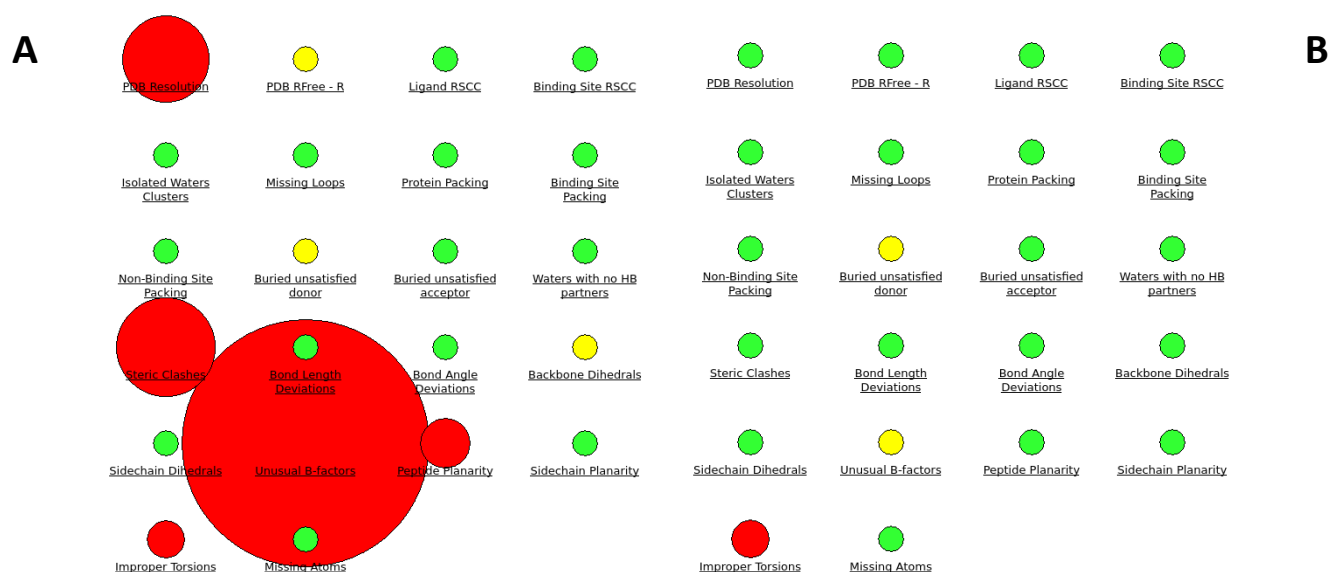 A
B
PDB Resolution
PDB RFree - R
Ligand RSCC
Binding Site RSCC
Isolated Waters
Clusters
Missing Loops
Protein Packing
Binding Site
Packing
Non-Binding Site
Packing
Buried unsatisfied
donor
Buried unsatisfied
acceptor
Waters with no HB
partners
Steric Clashes
Bond Length
Deviations
Bond Angle
Deviations
Backbone Dihedrals
Sidechain Dihedrals
Unusual B-factors
Peptide Planarity
Sidechain Planarity
Improper Torsions
Missing Atoms
PDB Resolution
PDB RFree - R
Ligand RSCC
Binding Site RSCC
Isolated Waters
Clusters
Missing Loops
Protein Packing
Binding Site
Packing
Non-Binding Site
Packing
Buried unsatisfied
donor
Buried unsatisfied
acceptor
Waters with no HB
partners
Steric Clashes
Bond Length
Deviations
Bond Angle
Deviations
Backbone Dihedrals
Sidechain Dihedrals
Unusual B-factors
Peptide Planarity
Sidechain Planarity
Improper Torsions
Missing Atoms